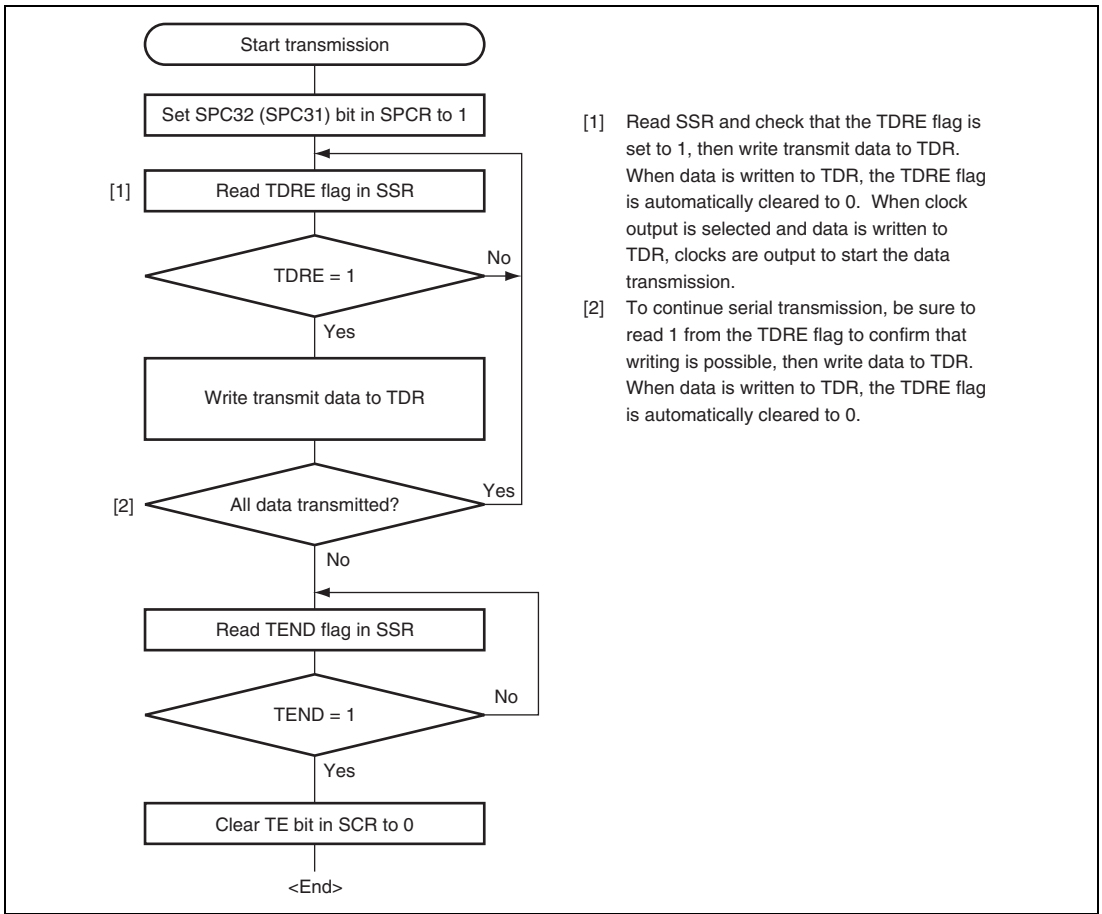 Start transmission
Set SPC32 (SPC31) bit in SPCR to 1
[1]
Read TDRE flag in SSR
TDRE = 1
No
Yes
Write transmit data to TDR
[2]
All data transmitted?
Yes
No
Read TEND flag in SSR
TEND = 1
No
Yes
Clear TE bit in SCR to 0
<End>
[1] Read SSR and check that the TDRE flag is
set to 1, then write transmit data to TDR.
When data is written to TDR, the TDRE flag
is automatically cleared to 0. When clock
output is selected and data is written to
TDR, clocks are output to start the data
transmission.
[2] To continue serial transmission, be sure to
read 1 from the TDRE flag to confirm that
writing is possible, then write data to TDR.
When data is written to TDR, the TDRE flag
is automatically cleared to 0.